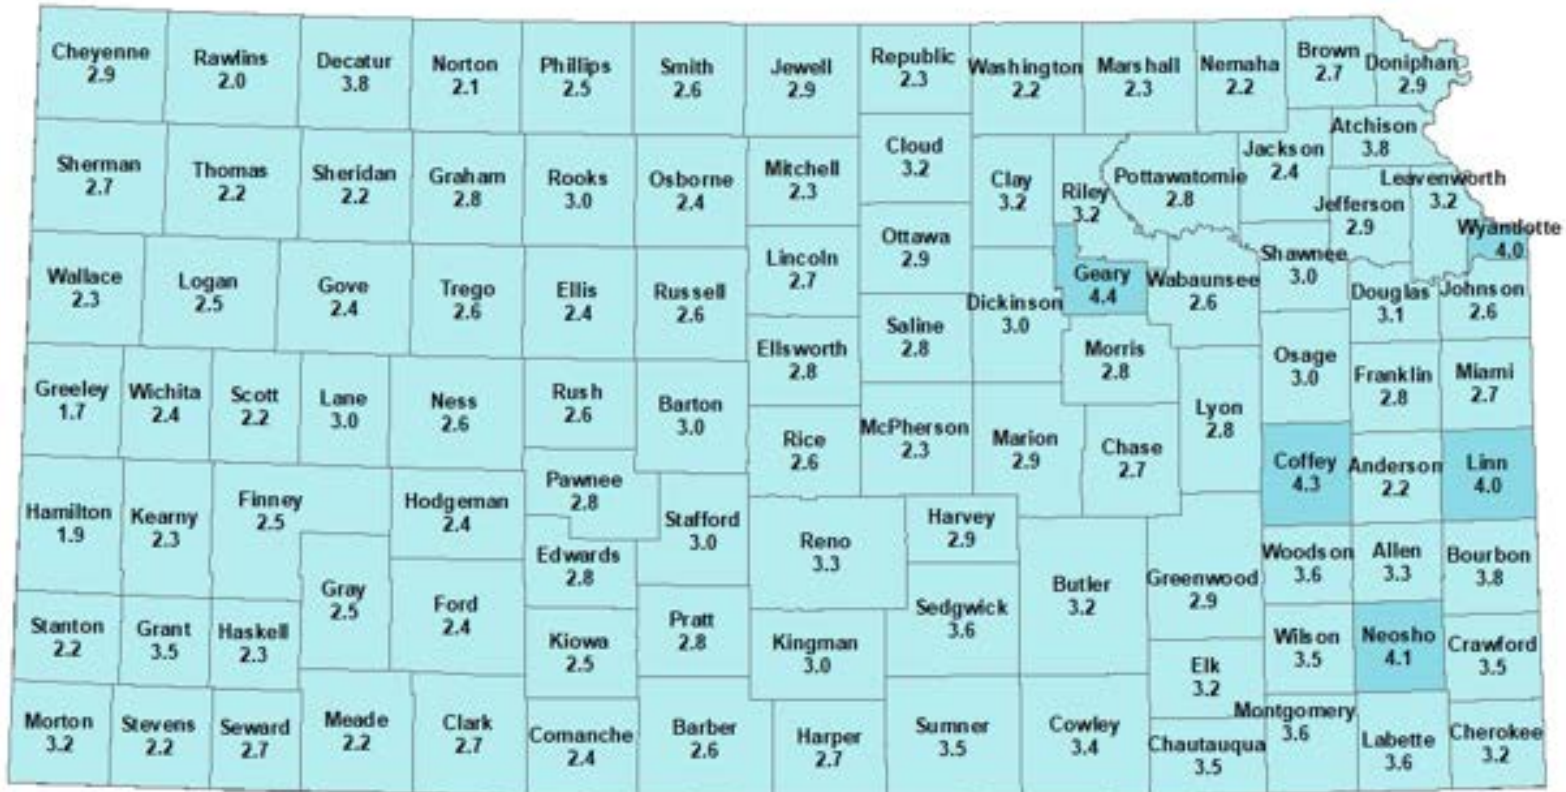 Cheyenne
2.9
Rawlins
2.0
Decatur
3.8
Norton
2.1
Phillips
2.5
Smith
2.6
Jewell
2.9
Republic
2.3
Washington
2.2
Marshall
2.3
Nemaha
2.2
Brown
2.7
Doniphan
2.9
Sherman
2.7
Thomas
2.2
Sheridan
2.2
Graham
2.8
Rooks
3.0
Osborne
2.4
Mitchell
2.3
Cloud
3.2
Clay
3.2
Riley
3.2
Pottawatomie
2.8
Jackson
2.4
Atchison
3.8
Jefferson
2.9
Leavenworth
3.2
Wyandotte
4.0
Wallace
2.3
Logan
2.5
Gove
2.4
Trego
2.6
Ellis
2.4
Russell
2.6
Lincoln
2.7
Ottawa
2.9
Dickinson
3.0
Geary
4.4
Wabaunsee
2.6
Shawnee
3.0
Douglas
3.1
Johnson
2.6
Ellsworth
2.8
Saline
2.8
Morris
2.8
Osage
3.0
Franklin
2.8
Miami
2.7
Greeley
1.7
Wichita
2.4
Scott
2.2
Lane
3.0
Ness
2.6
Rush
2.6
Barton
3.0
Rice
2.6
McPherson
2.3
Marion
2.9
Chase
2.7
Lyon
2.8
Coffey
4.3
Anderson
2.2
Linn
4.0
Hamilton
1.9
Kearny
2.3
Finney
2.5
Hodgeman
2.4
Pawnee
2.8
Stafford
3.0
Edwards
2.8
Reno
3.3
Harvey
2.9
Butler
3.2
Greenwood
2.9
Woodson
3.6
Allen
3.3
Bourbon
3.8
Gray
2.5
Ford
2.4
Kiowa
2.5
Pratt
2.8
Kingman
3.0
Sedgwick
3.6
Elk
3.2
Wilson
3.5
Neosho
4.1
Crawford
3.5
Stanton
2.2
Grant
3.5
Haskell
2.3
Morton
3.2
Stevens
2.2
Seward
2.7
Meade
2.2
Clark
2.7
Comanche
2.4
Barber
2.6
Harper
2.7
Sumner
3.5
Cowley
3.4
Chautauqua
3.5
Montgomery
3.6
Labette
3.6
Cherokee
3.2